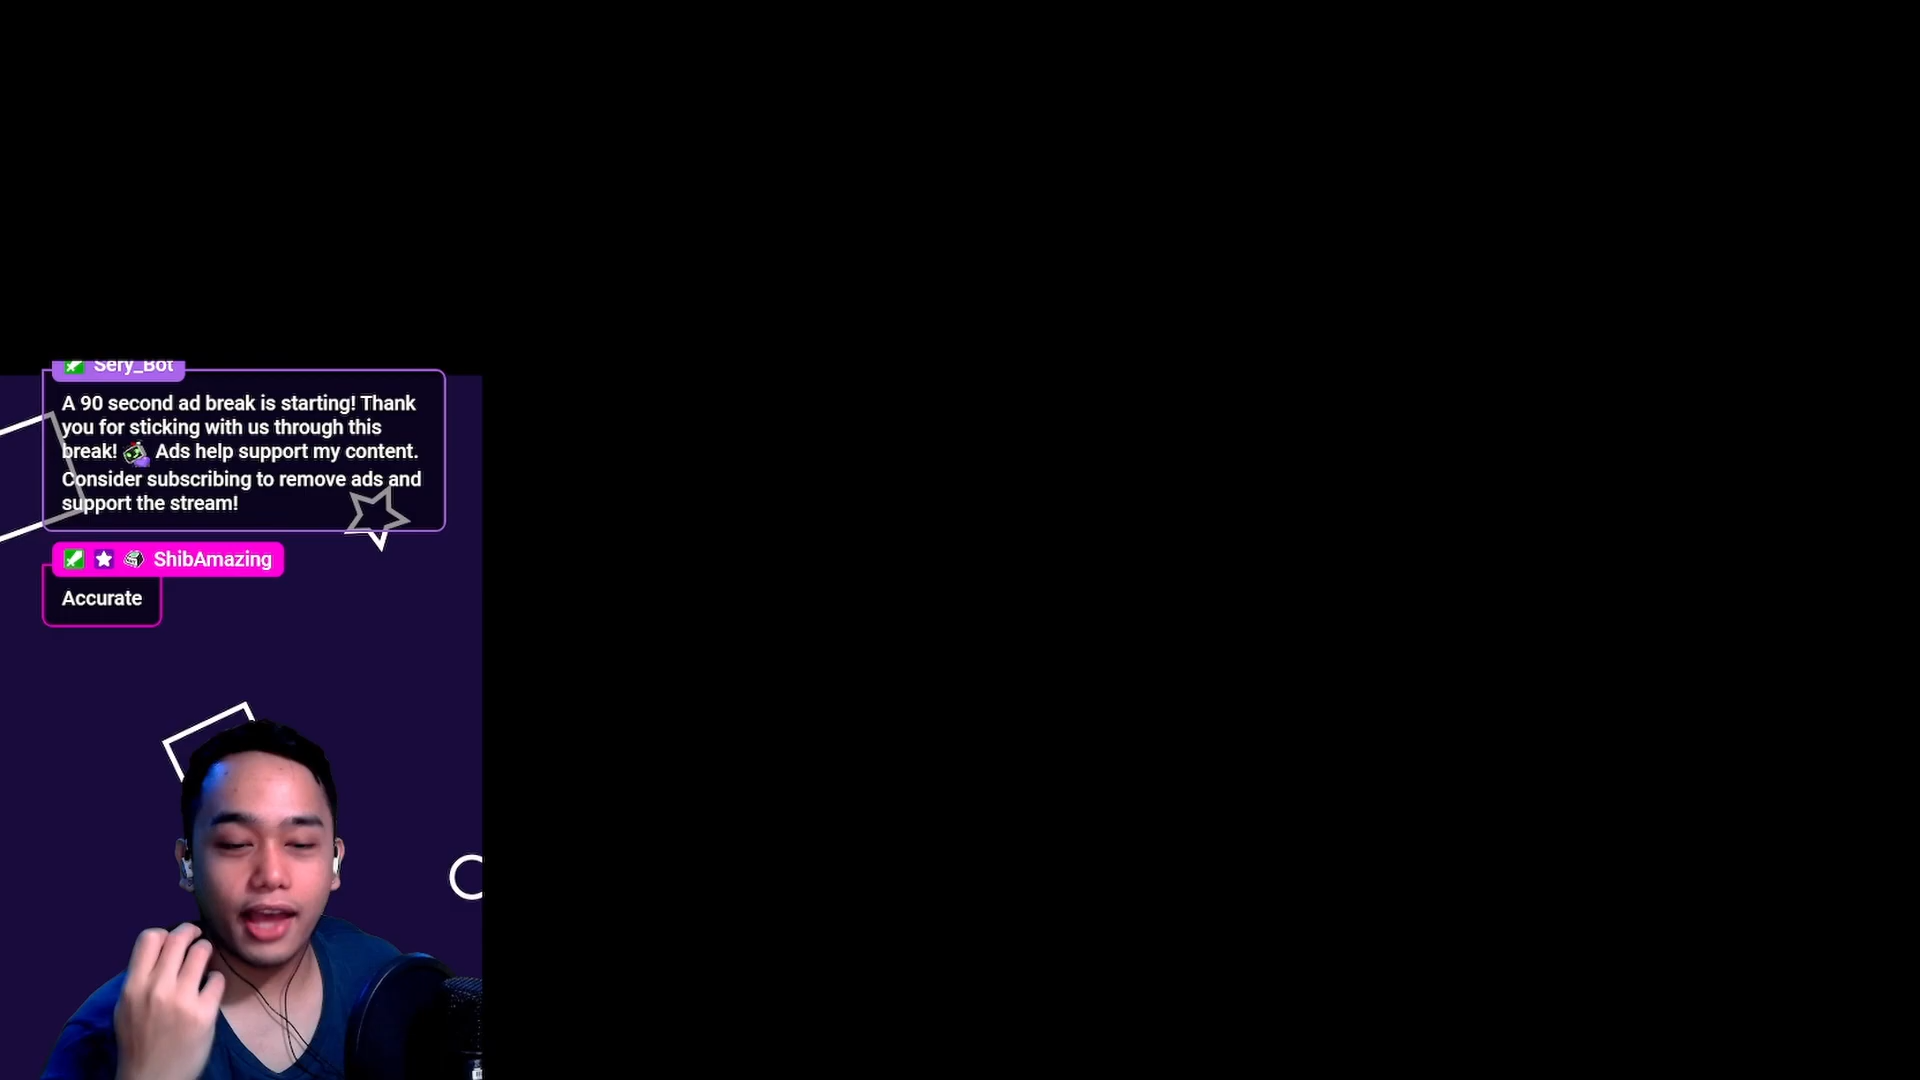 Sery_Bot
A 90 second ad break is starting! Thank
you for sticking with us through this
break! Ads help support my content.
Consider subscribing to remove ads and
support the stream!
ShibAmazing
Accurate